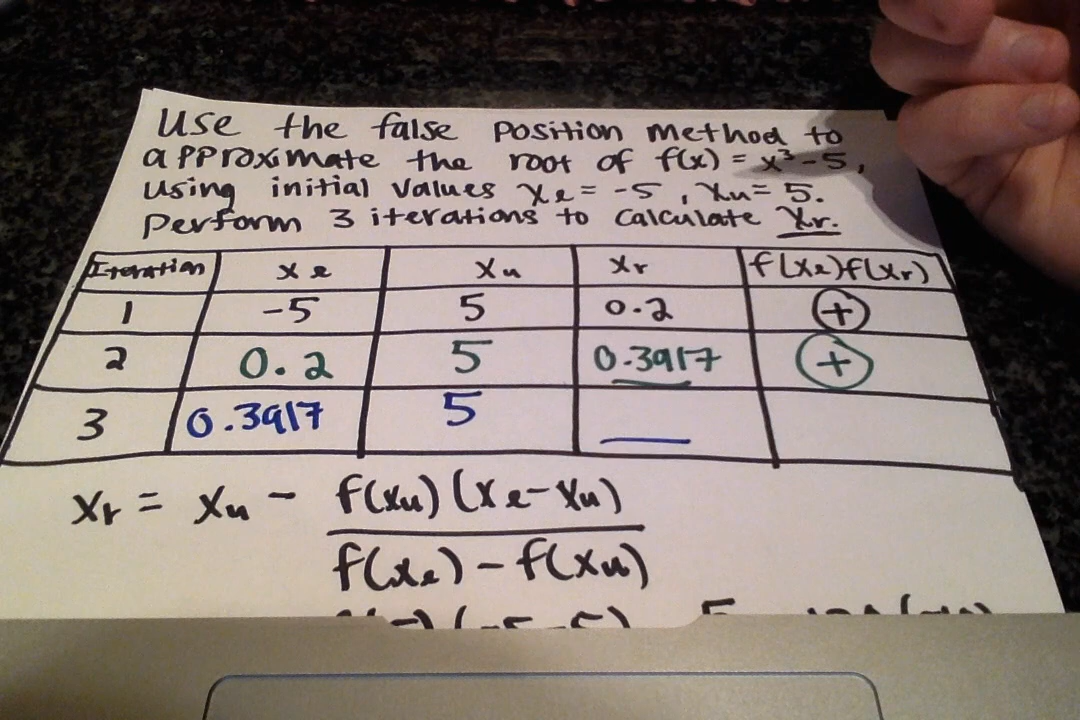 Use the false position method to
approximate the root of f(x) = x³-5,
using initial values xℓ = -5, xu = 5.
Perform 3 iterations to calculate xr.
Iteration xℓ xu xr f(xℓ)f(xr)
1 -5 5 0.2 +
2 0.2 5 0.3917 +
3 0.3917 5
xr = xu - f(xu)(xℓ-xu)
f(xℓ)-f(xu)